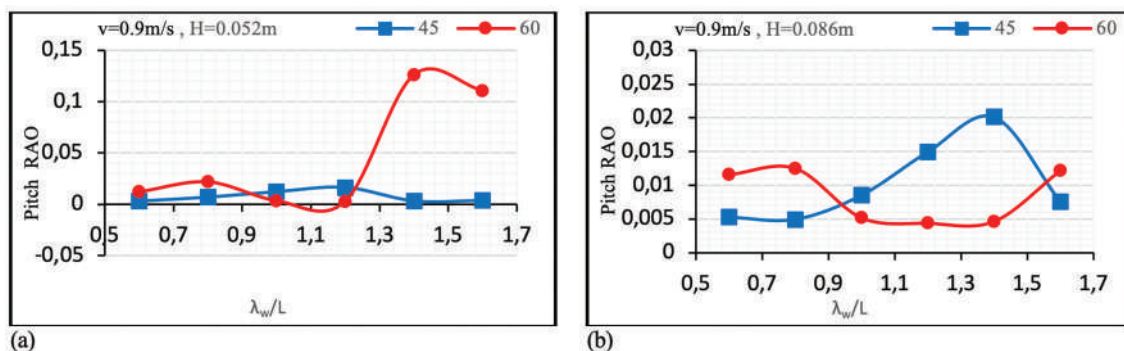 v=0.9m/s , H=0.052m 45 60
0,15
0,1
0,05
0
-0,05
Pitch RAO
0,5 0,7 0,9 1,1 1,3 1,5 1,7
λw/L
(a)
v=0.9m/s , H=0.086m 45 60
0,03
0,025
0,02
0,015
0,01
0,005
0
Pitch RAO
0,5 0,7 0,9 1,1 1,3 1,5 1,7
λw/L
(b)